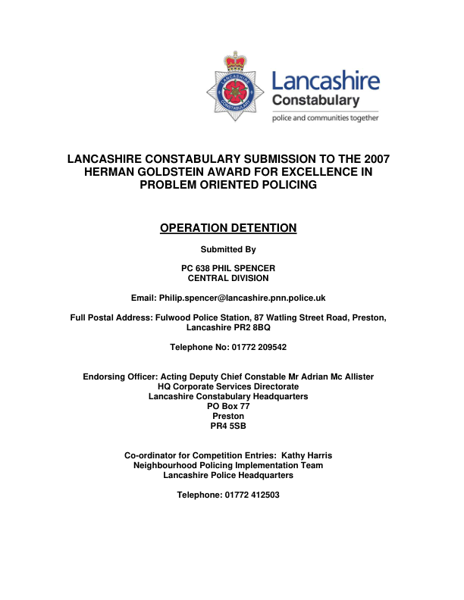 LANCASHIRE
CONSTABULARY
Lancashire
Constabulary
police and communities together
LANCASHIRE CONSTABULARY SUBMISSION TO THE 2007
HERMAN GOLDSTEIN AWARD FOR EXCELLENCE IN
PROBLEM ORIENTED POLICING
OPERATION DETENTION
Submitted By
PC 638 PHIL SPENCER
CENTRAL DIVISION
Email: Philip.spencer@lancashire.pnn.police.uk
Full Postal Address: Fulwood Police Station, 87 Watling Street Road, Preston,
Lancashire PR2 8BQ
Telephone No: 01772 209542
Endorsing Officer: Acting Deputy Chief Constable Mr Adrian Mc Allister
HQ Corporate Services Directorate
Lancashire Constabulary Headquarters
PO Box 77
Preston
PR4 5SB
Co-ordinator for Competition Entries: Kathy Harris
Neighbourhood Policing Implementation Team
Lancashire Police Headquarters
Telephone: 01772 412503